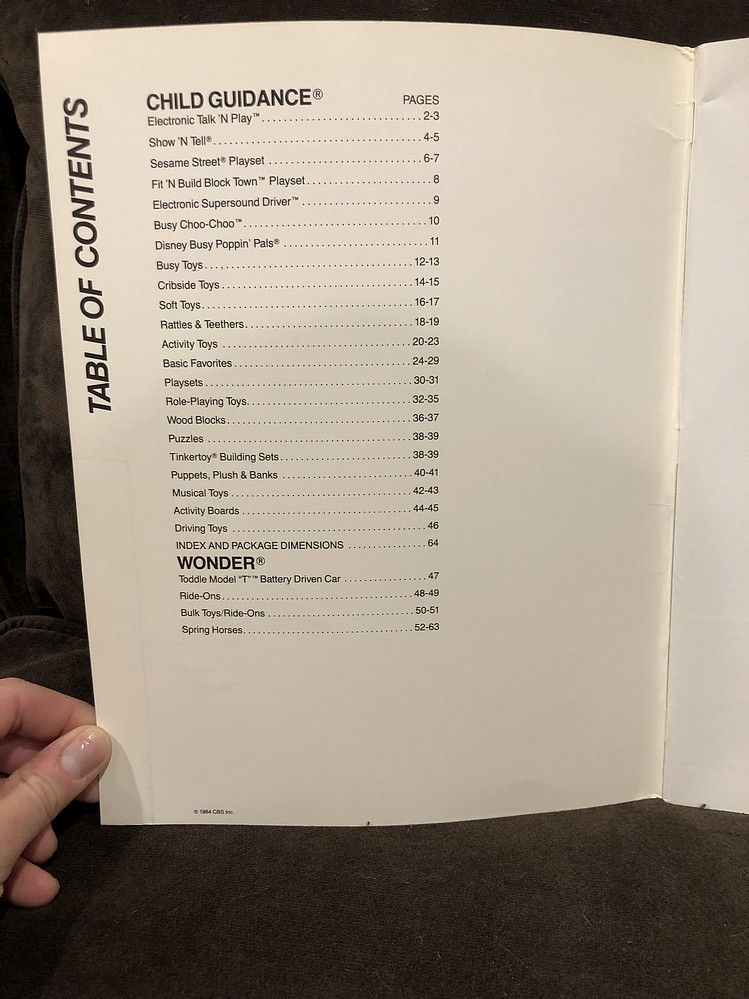 TABLE OF CONTENTS
CHILD GUIDANCE®
PAGES
Electronic Talk 'N Play™ 2-3
Show 'N Tell® 4-5
Sesame Street® Playset 6-7
Fit 'N Build Block Town™ Playset 8
Electronic Supersound Driver™ 9
Busy Choo-Choo™ 10
Disney Busy Poppin' Pals® 11
Busy Toys 12-13
Cribside Toys 14-15
Soft Toys 16-17
Rattles & Teethers 18-19
Activity Toys 20-23
Basic Favorites 24-29
Playsets 30-31
Role-Playing Toys 32-35
Wood Blocks 36-37
Puzzles 38-39
Tinkertoy® Building Sets 38-39
Puppets, Plush & Banks 40-41
Musical Toys 42-43
Activity Boards 44-45
Driving Toys 46
INDEX AND PACKAGE DIMENSIONS 64
WONDER®
Toddle Model "T"™ Battery Driven Car 47
Ride-Ons 48-49
Bulk Toys/Ride-Ons 50-51
Spring Horses 52-63
© 1984 CBS Inc.